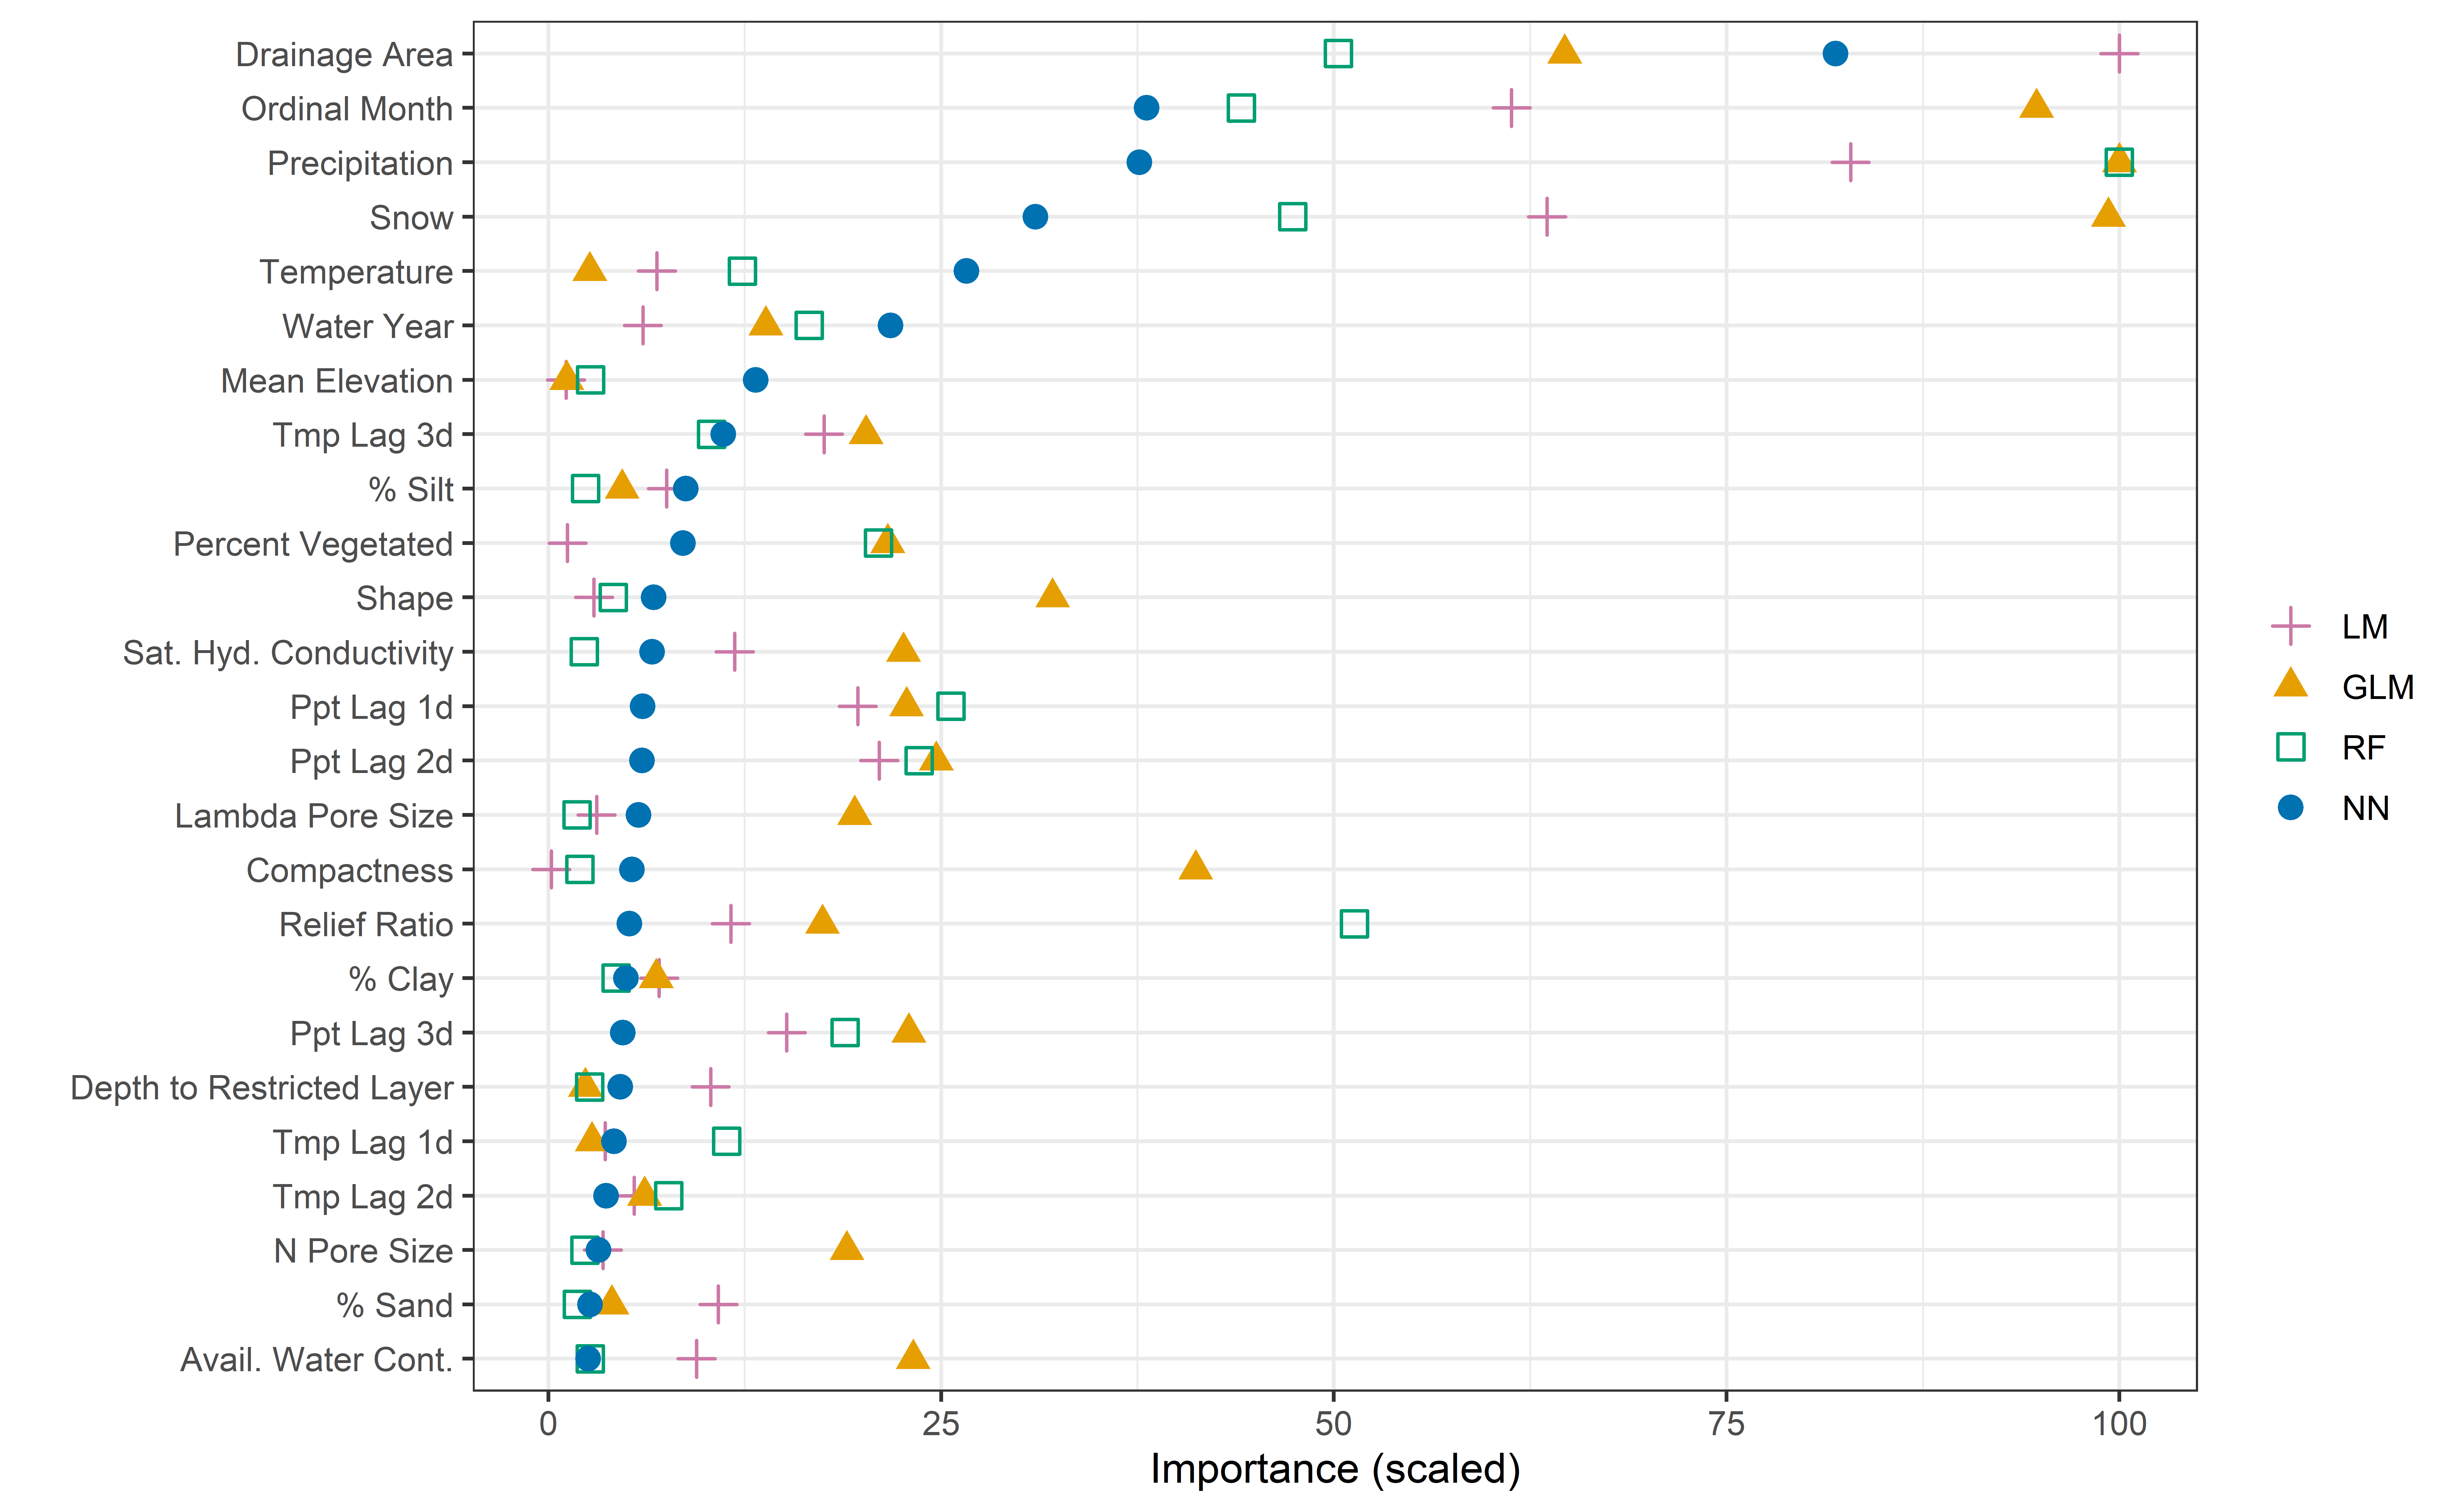 Drainage Area
Ordinal Month
Precipitation
Snow
Temperature
Water Year
Mean Elevation
Tmp Lag 3d
% Silt
Percent Vegetated
Shape
Sat. Hyd. Conductivity
Ppt Lag 1d
Ppt Lag 2d
Lambda Pore Size
Compactness
Relief Ratio
% Clay
Ppt Lag 3d
Depth to Restricted Layer
Tmp Lag 1d
Tmp Lag 2d
N Pore Size
% Sand
Avail. Water Cont.
0 25 50 75 100
Importance (scaled)
LM
GLM
RF
NN